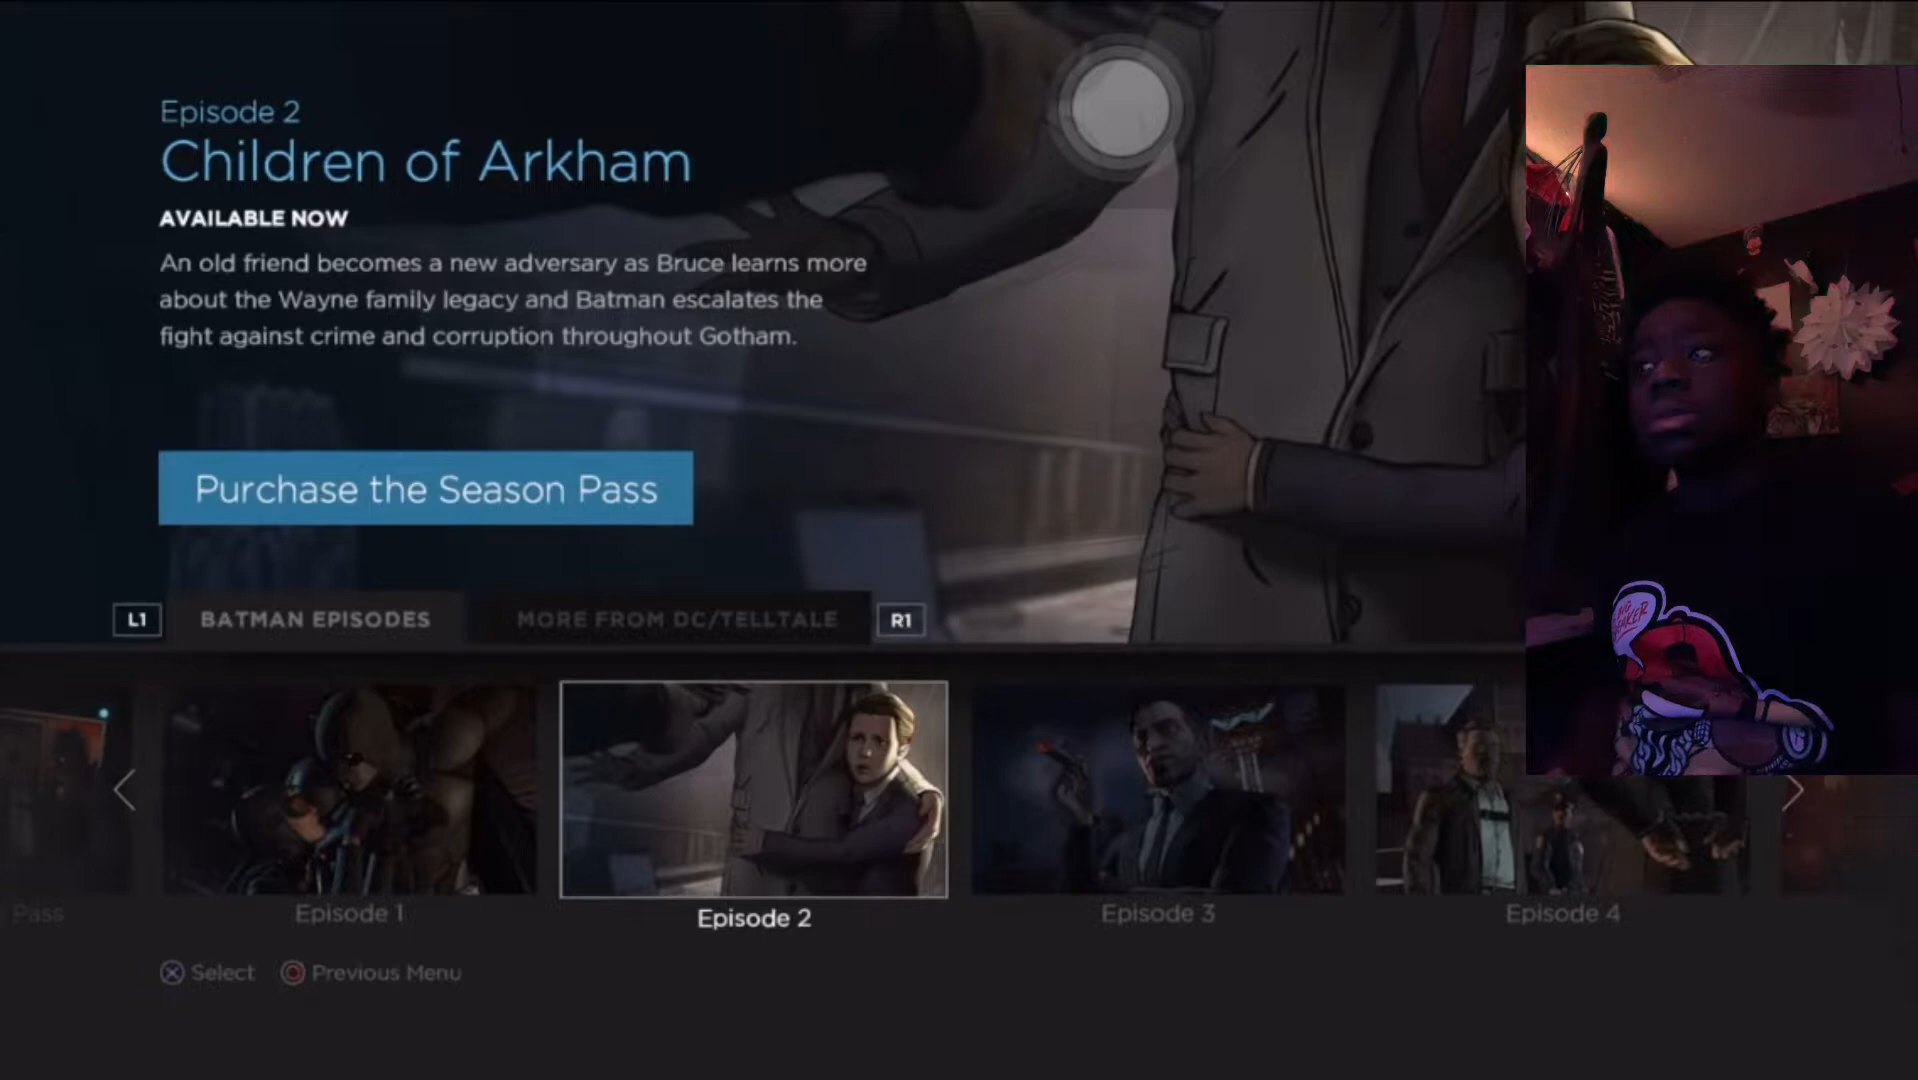 Episode 2
Children of Arkham
AVAILABLE NOW
An old friend becomes a new adversary as Bruce learns more
about the Wayne family legacy and Batman escalates the
fight against crime and corruption throughout Gotham.
Purchase the Season Pass
L1 BATMAN EPISODES MORE FROM DC/TELLTALE R1
Pass Episode 1 Episode 2 Episode 3 Episode 4
Select Previous Menu